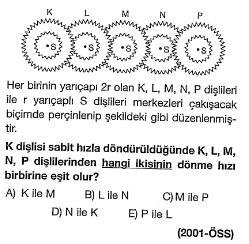 K L M N P
S S S S S
Her birinin yarıçapı 2r olan K, L, M, N, P dişlileri
ile r yarıçaplı S dişlileri merkezleri çakışacak
biçimde perçinlenip şekildeki gibi düzenlenmiş-
tir.
K dişlisi sabit hızla döndürüldüğünde K, L, M,
N, P dişlilerinden hangi ikisinin dönme hızı
birbirine eşit olur?
A) K ile M B) L ile N C) M ile P
D) N ile K E) P ile L
(2001-ÖSS)